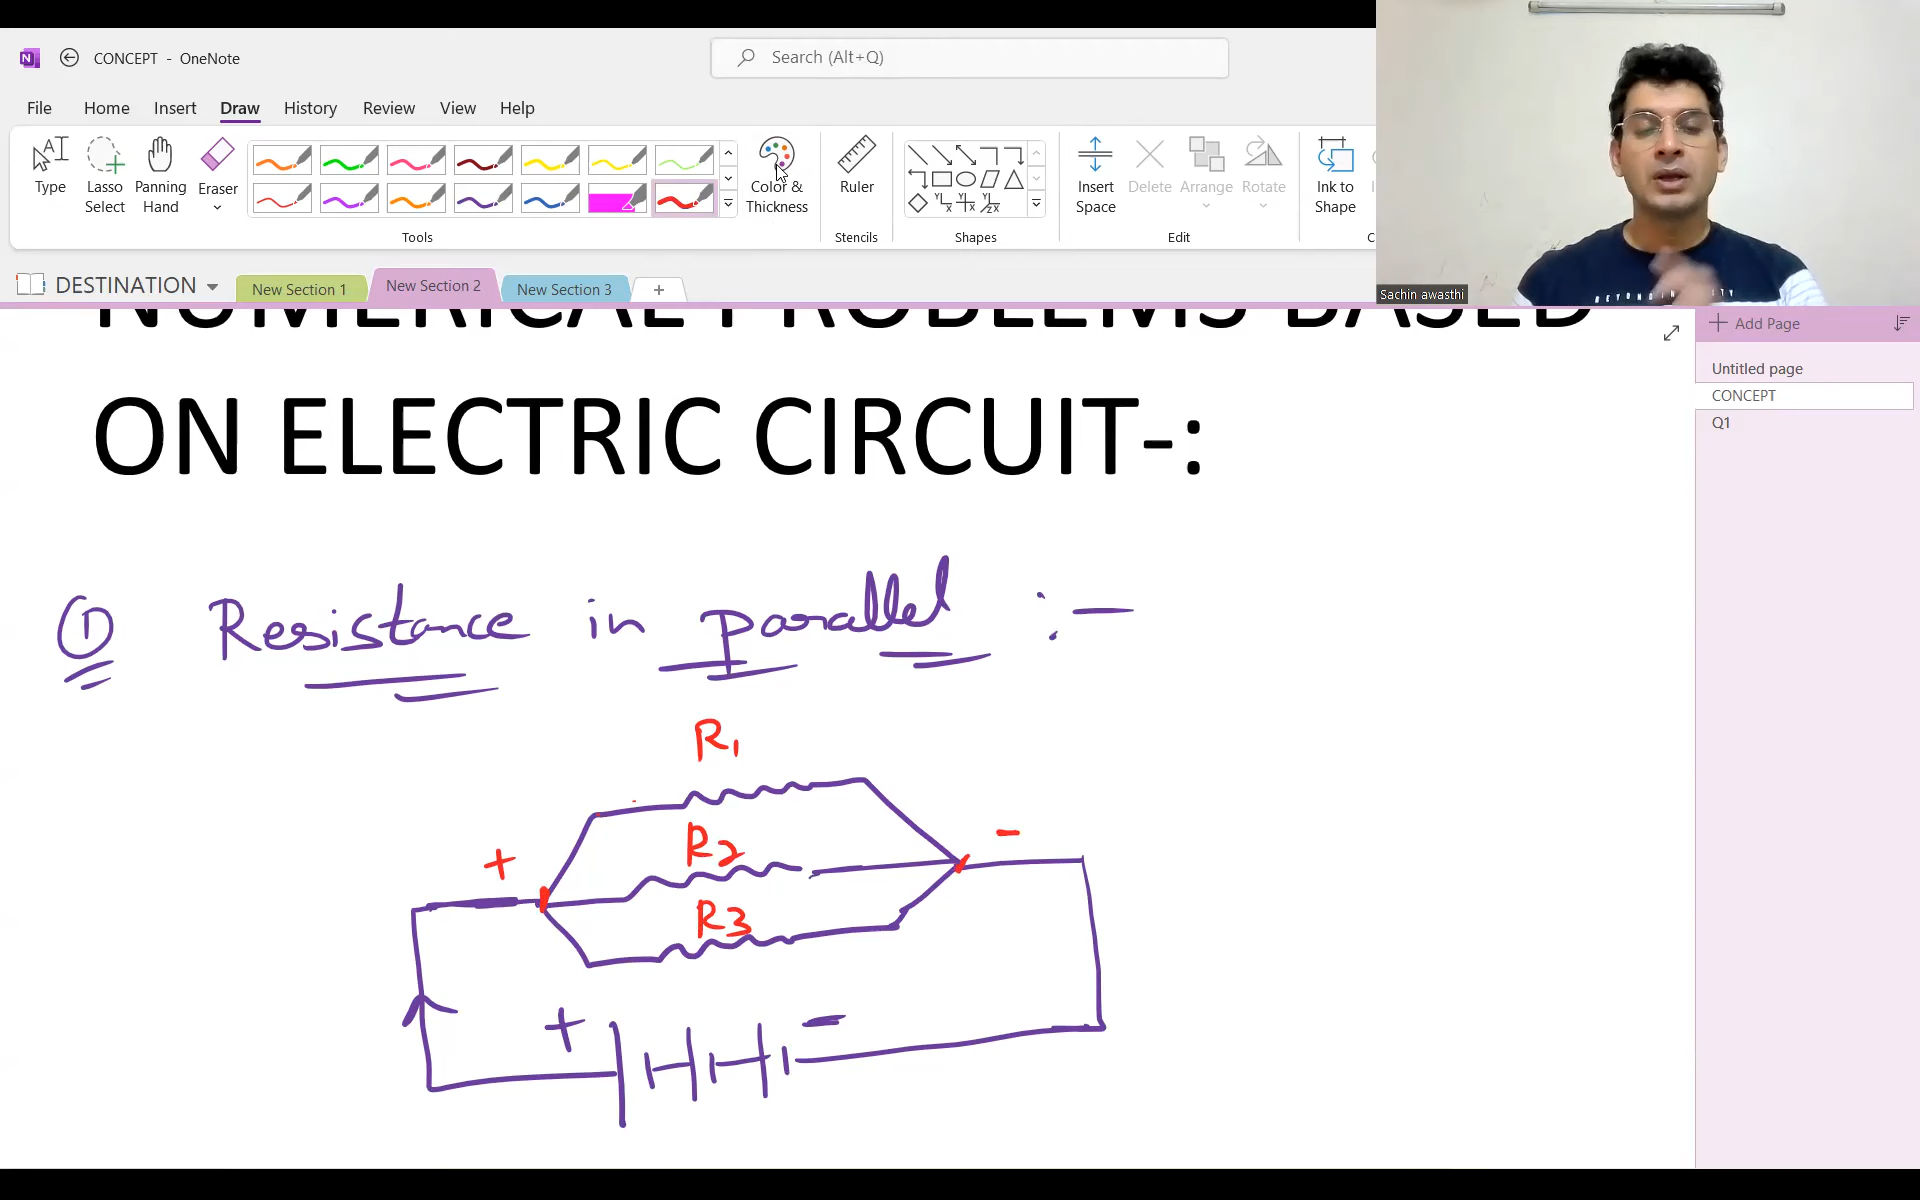 CONCEPT - OneNote
Search (Alt+Q)
File Home Insert Draw History Review View Help
Type
Lasso Select
Panning Hand
Eraser
Color & Thickness
Ruler
Insert Space
Delete
Arrange
Rotate
Ink to Shape
Tools
Stencils
Shapes
Edit
Sachin awasthi
DESTINATION New Section 1 New Section 2 New Section 3
Add Page
Untitled page
CONCEPT
Q1
NUMERICAL PROBLEMS BASED
ON ELECTRIC CIRCUIT-:
① Resistance in parallel :-
R1
R2
R3
+ -
+ -